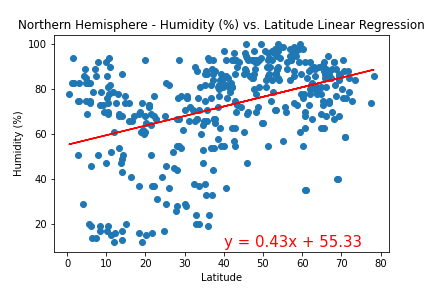 Northern Hemisphere - Humidity (%) vs. Latitude Linear Regression
100
80
60
40
20
Humidity (%)
y = 0.43x + 55.33
0 10 20 30 40 50 60 70 80
Latitude